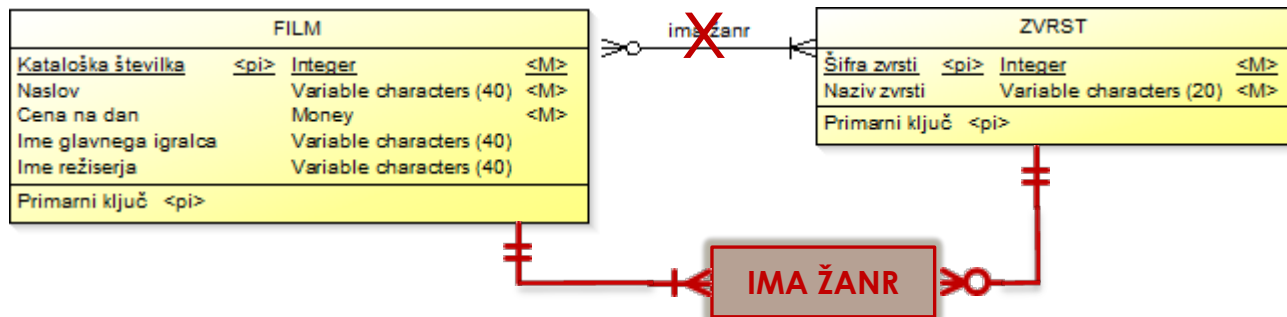 FILM
Kataloška številka <pi> Integer <M>
Naslov Variable characters (40) <M>
Cena na dan Money <M>
Ime glavnega igralca Variable characters (40)
Ime režiserja Variable characters (40)
Primarni ključ <pi>
ima žanr
X
ZVRST
Šifra zvrsti <pi> Integer <M>
Naziv zvrsti Variable characters (20) <M>
Primarni ključ <pi>
IMA ŽANR